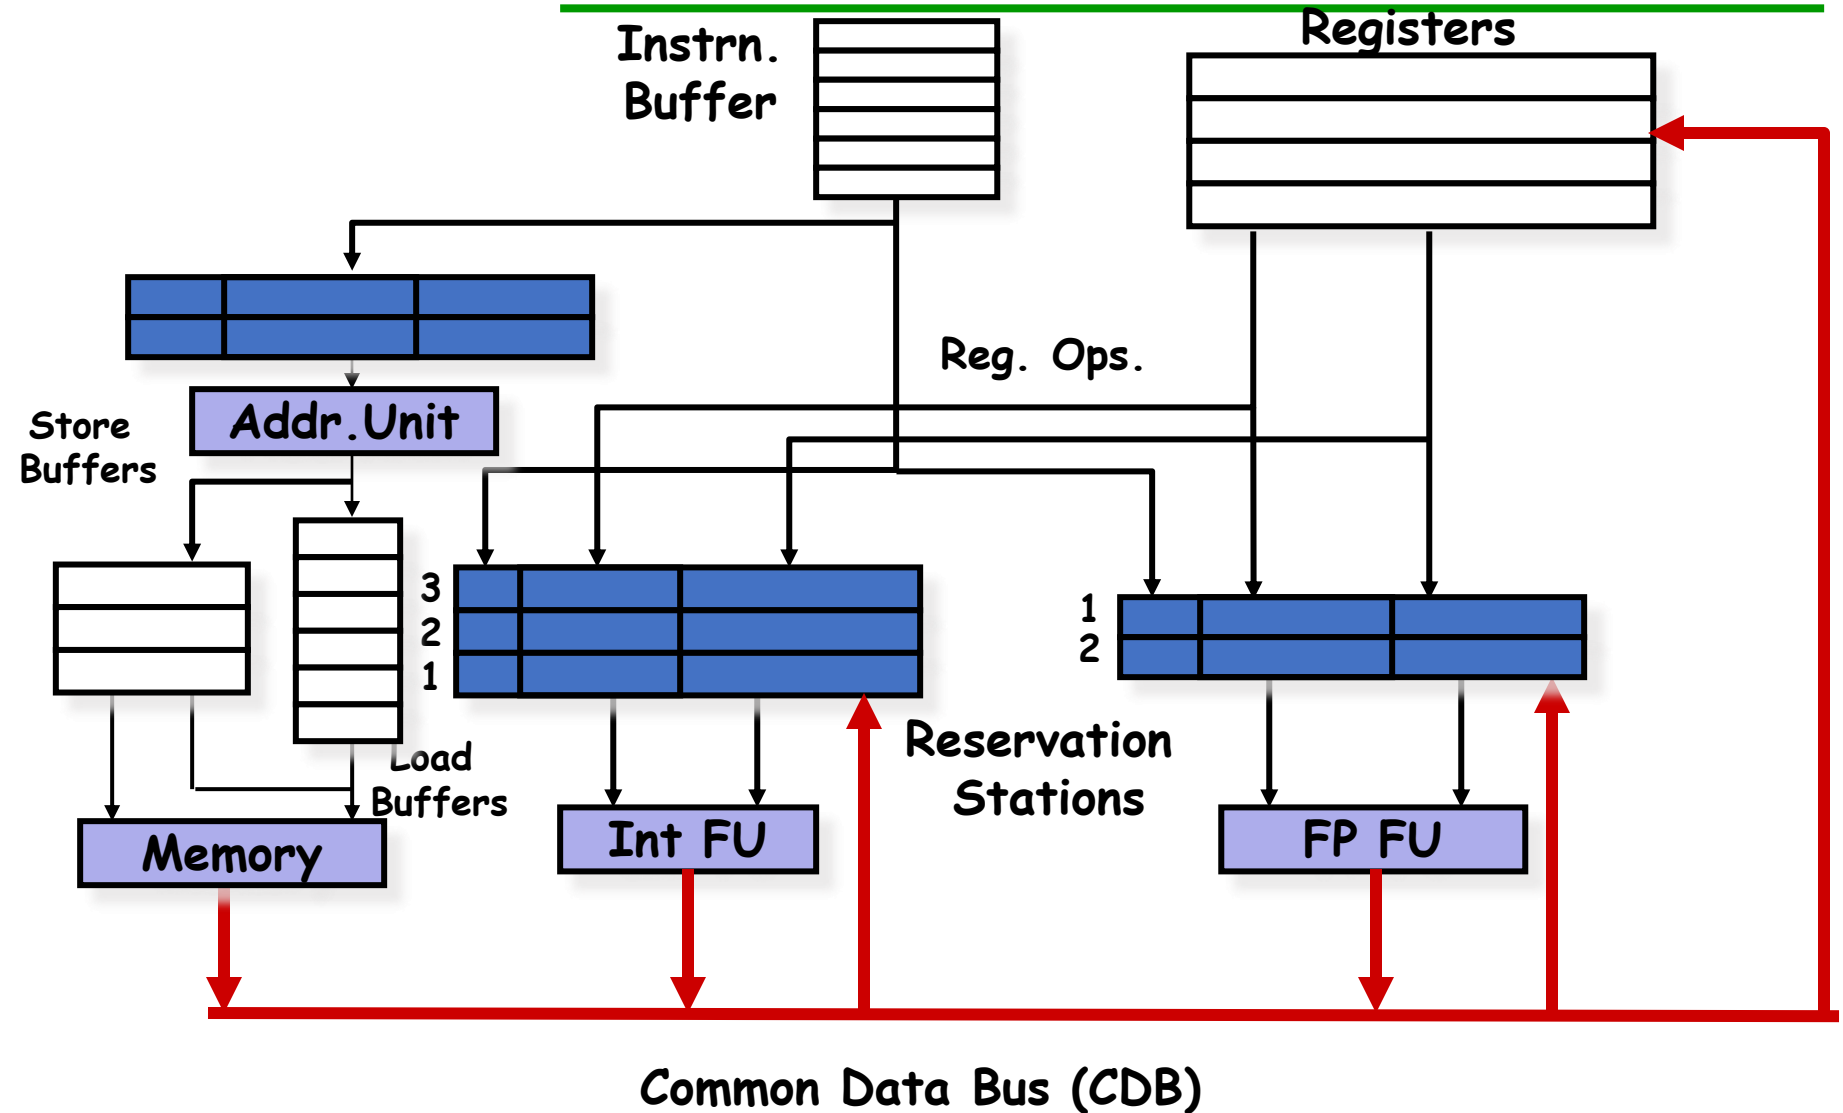 Registers
Instrn.
Buffer
Reg. Ops.
Addr.Unit
Store
Buffers
3
2
1
1
2
Load
Buffers
Reservation
Stations
Memory
Int FU
FP FU
Common Data Bus (CDB)